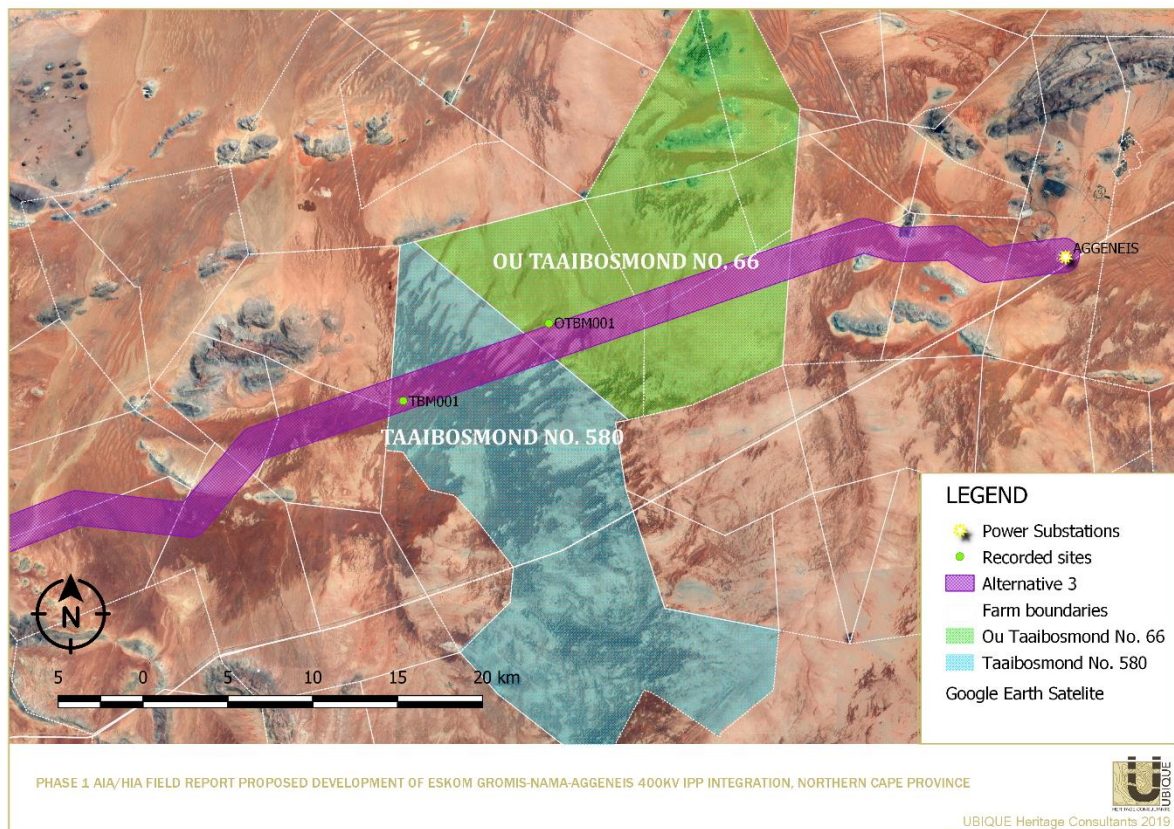 OU TAAIBOSMOND NO. 66
AGGENEIS
OTBM001
TBM001
TAAIBOSMOND NO. 580
LEGEND
Power Substations
Recorded sites
Alternative 3
Farm boundaries
Ou Taaibosmond No. 66
Taaibosmond No. 580
Google Earth Satelite
N
5 0 5 10 15 20 km
PHASE 1 AIA/HIA FIELD REPORT PROPOSED DEVELOPMENT OF ESKOM GROMIS-NAMA-AGGENEIS 400KV IPP INTEGRATION, NORTHERN CAPE PROVINCE
UBIQUE
HERITAGE CONSULTANTS
UBIQUE Heritage Consultants 2019